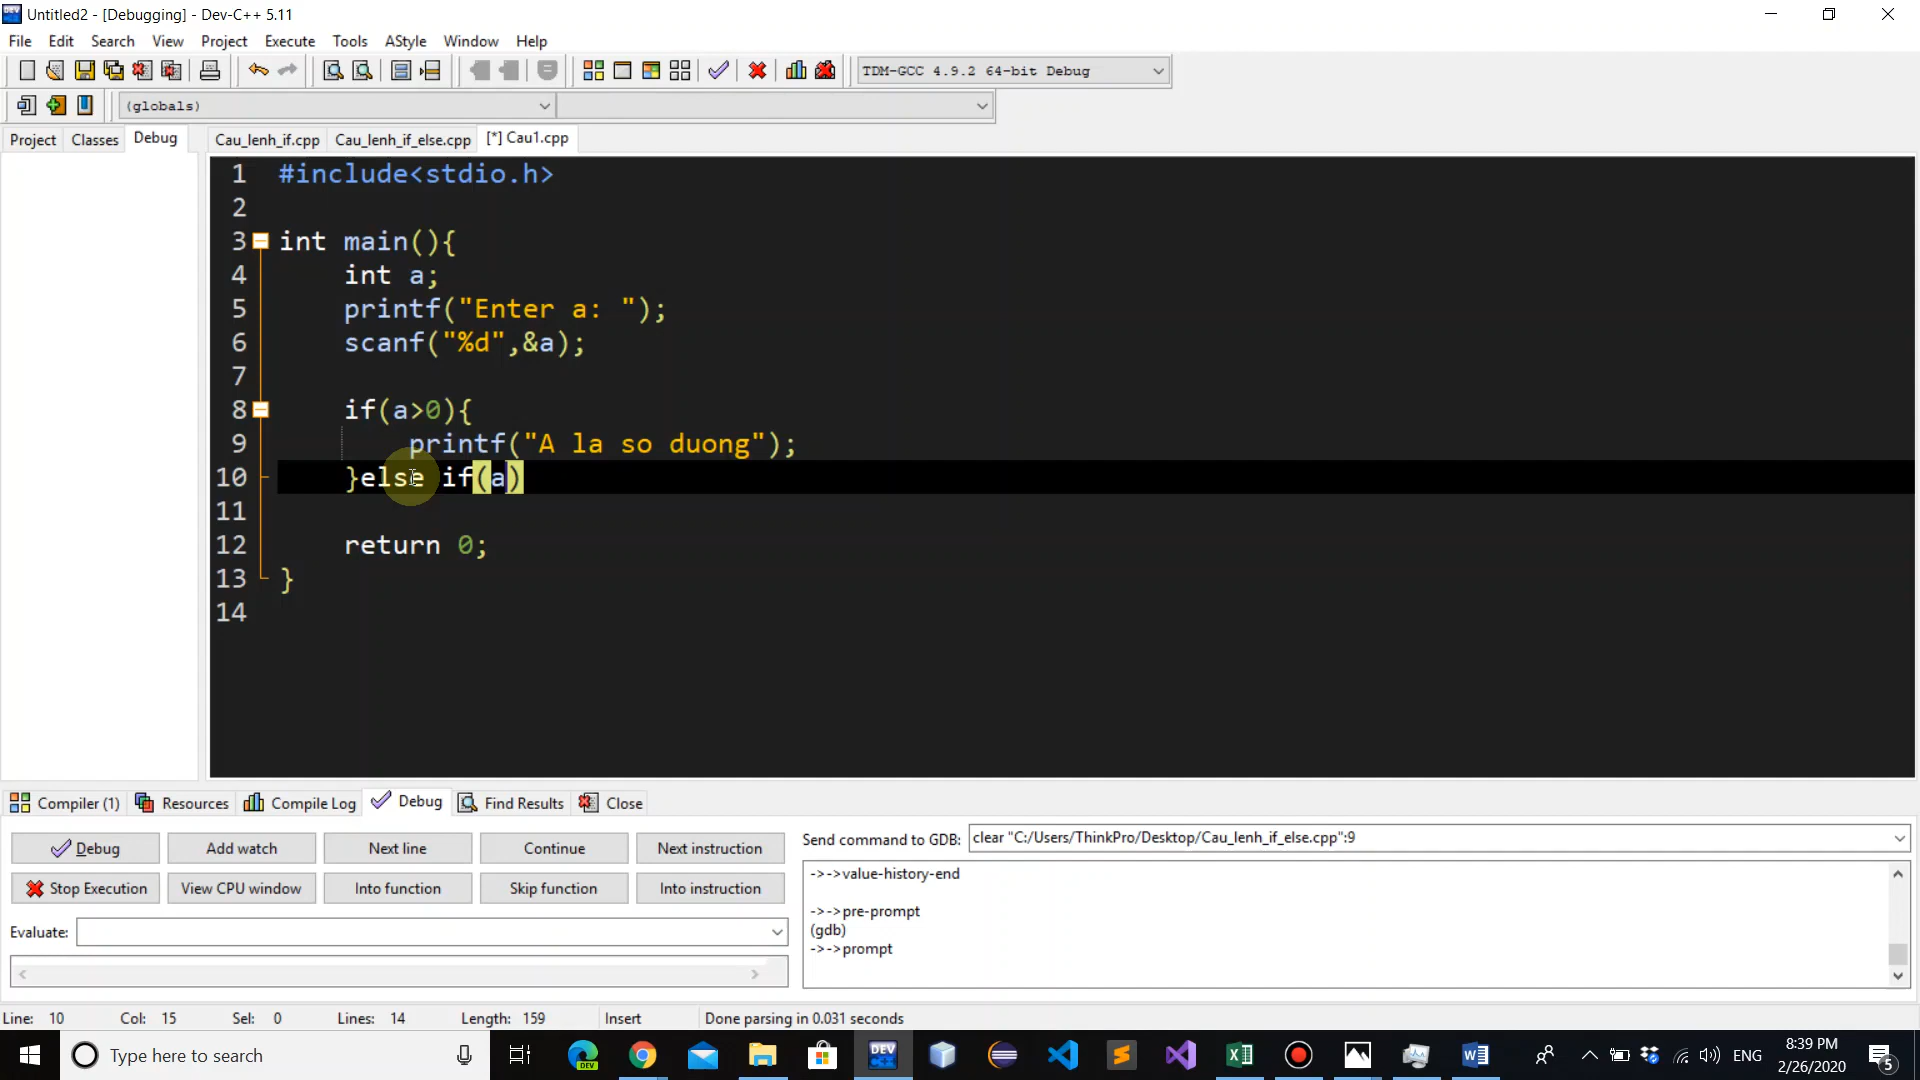 Untitled2 - [Debugging] - Dev-C++ 5.11
File Edit Search View Project Execute Tools AStyle Window Help
TDM-GCC 4.9.2 64-bit Debug
(globals)
Project Classes Debug Cau_lenh_if.cpp Cau_lenh_if_else.cpp [*] Cau1.cpp
1 #include<stdio.h>
2
3 int main(){
4 int a;
5 printf("Enter a: ");
6 scanf("%d",&a);
7
8 if(a>0){
9 printf("A la so duong");
10 }else if(a)
11
12 return 0;
13 }
14
Compiler (1) Resources Compile Log Debug Find Results Close
Debug Add watch Next line Continue Next instruction
Stop Execution View CPU window Into function Skip function Into instruction
Evaluate:
Send command to GDB: clear "C:/Users/ThinkPro/Desktop/Cau_lenh_if_else.cpp":9
->->value-history-end
->->pre-prompt
(gdb)
->->prompt
Line: 10 Col: 15 Sel: 0 Lines: 14 Length: 159 Insert Done parsing in 0.031 seconds
Type here to search
DEV
DEV
ENG
8:39 PM
2/26/2020
5